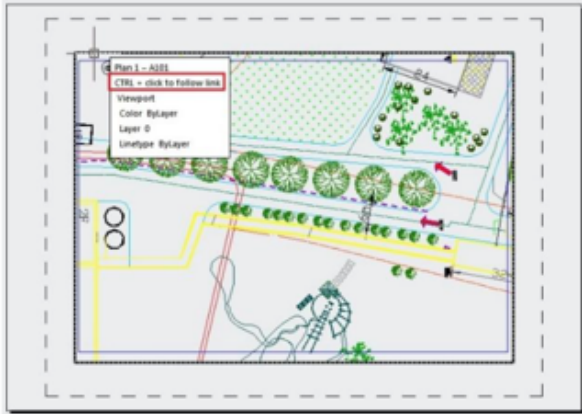 Plan 1 - A101
CTRL + click to follow link
Viewport
Color ByLayer
Layer 0
Linetype ByLayer